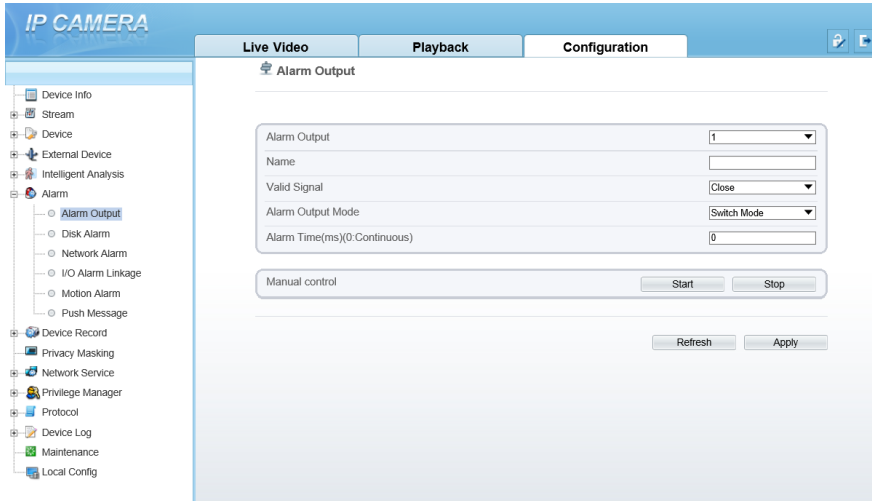 IP CAMERA
Live Video
Playback
Configuration
Alarm Output
Device Info
Stream
Device
External Device
Intelligent Analysis
Alarm
Alarm Output
Disk Alarm
Network Alarm
I/O Alarm Linkage
Motion Alarm
Push Message
Device Record
Privacy Masking
Network Service
Privilege Manager
Protocol
Device Log
Maintenance
Local Config
Alarm Output 1
Name
Valid Signal Close
Alarm Output Mode Switch Mode
Alarm Time(ms)(0:Continuous) 0
Manual control Start Stop
Refresh Apply